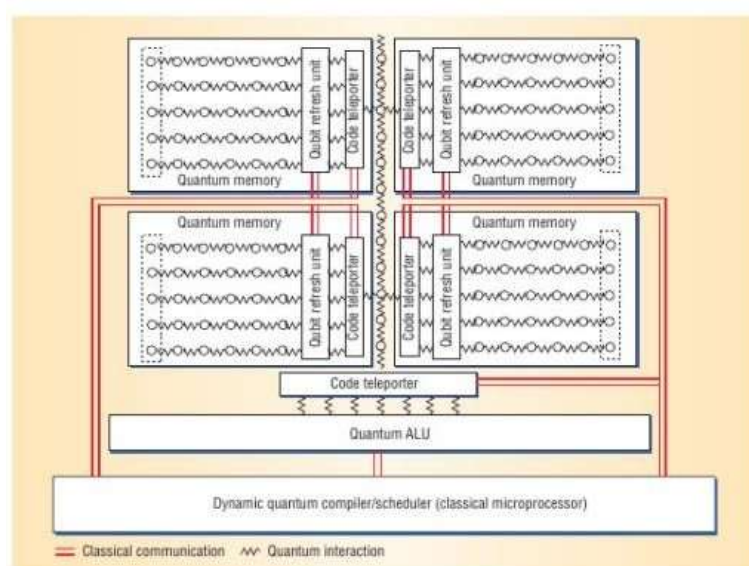 Qubit refresh unit
Code teleporter
Code teleporter
Qubit refresh unit
Quantum memory
Quantum memory
Quantum memory
Quantum memory
Qubit refresh unit
Code teleporter
Code teleporter
Qubit refresh unit
Code teleporter
Quantum ALU
Dynamic quantum compiler/scheduler (classical microprocessor)
Classical communication
Quantum interaction